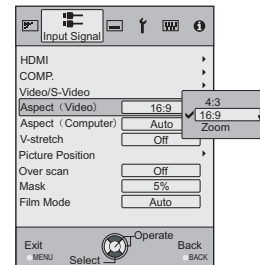 Input Signal
HDMI
COMP.
Video/S-Video
Aspect（Video） 16:9
4:3
16:9
Zoom
Aspect（Computer） Auto
V-stretch Off
Picture Position
Over scan Off
Mask 5%
Film Mode Auto
Exit
MENU
Select
Operate
Back
BACK